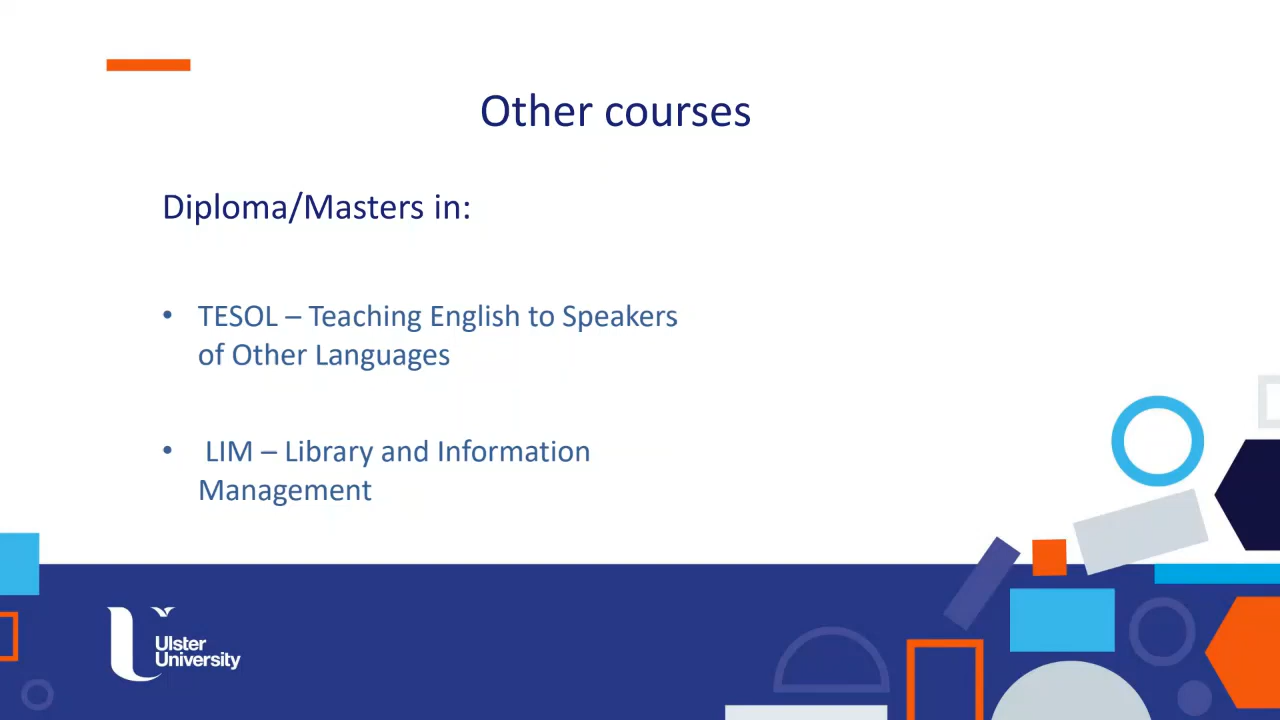 Other courses
Diploma/Masters in:
• TESOL – Teaching English to Speakers
of Other Languages
• LIM – Library and Information
Management
Ulster
University